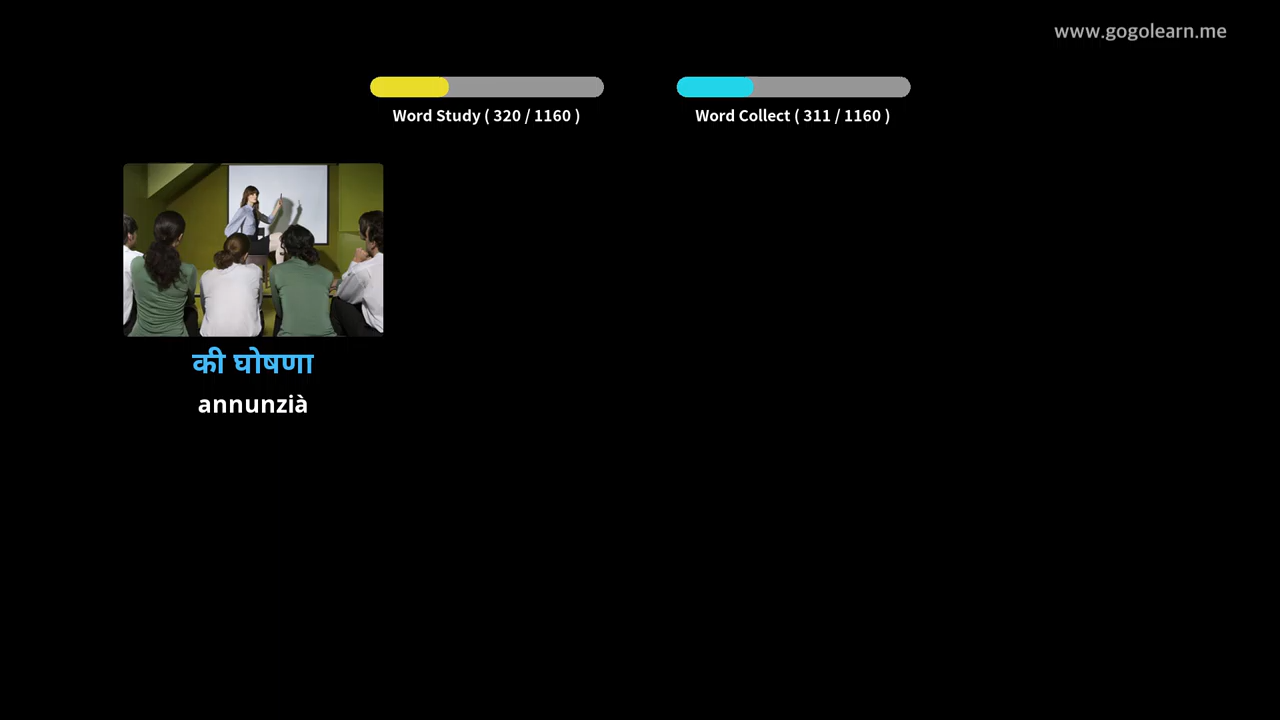 www.gogolearn.me
Word Study ( 320 / 1160 )
Word Collect ( 311 / 1160 )
की घोषणा
annunzià